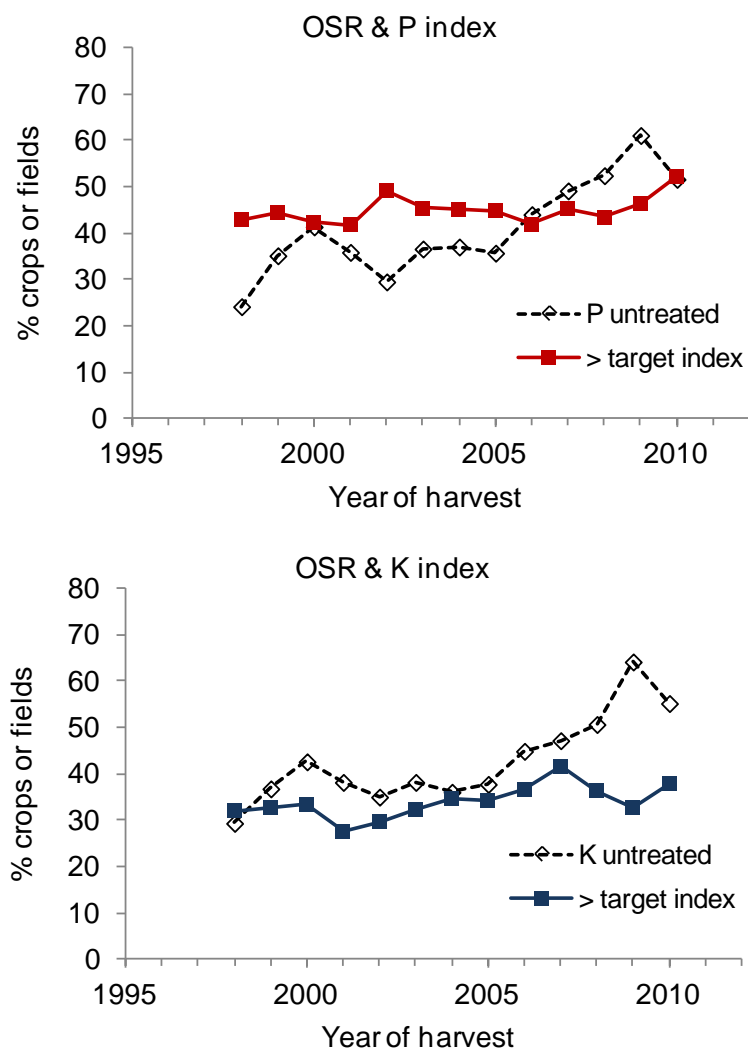 OSR & P index
80
70
60
50
40
30
20
10
0
% crops or fields
P untreated
> target index
1995
2000
2005
2010
Year of harvest
OSR & K index
80
70
60
50
40
30
20
10
0
% crops or fields
K untreated
> target index
1995
2000
2005
2010
Year of harvest